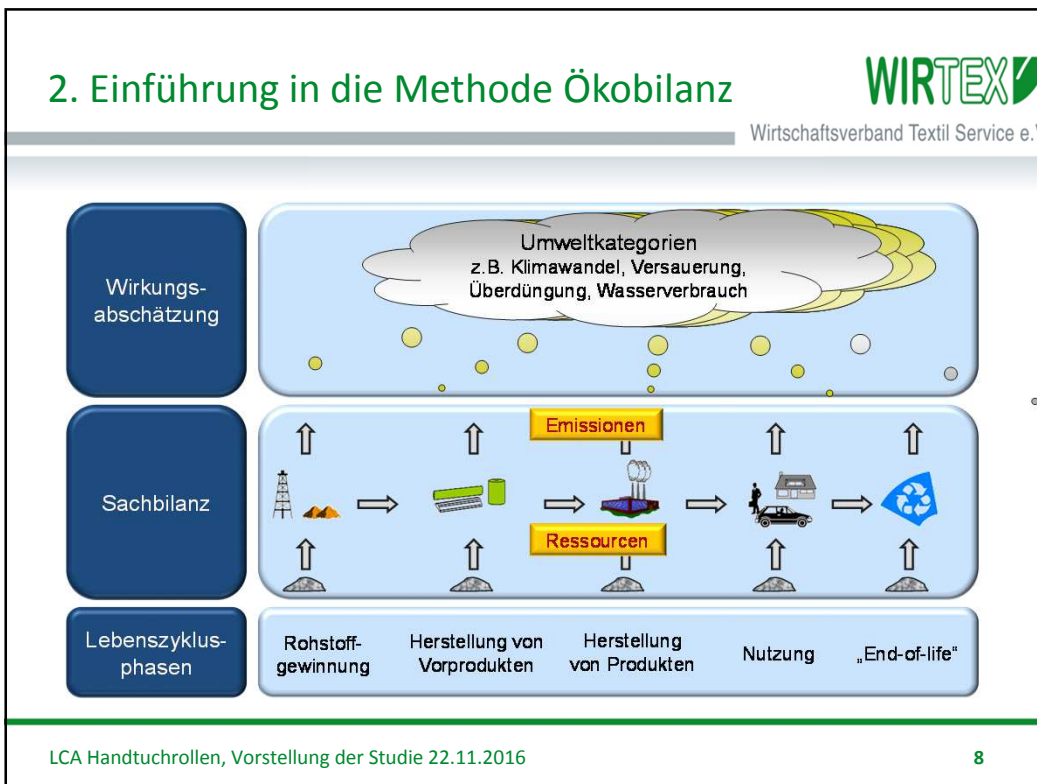 2. Einführung in die Methode Ökobilanz
WIRTEX
Wirtschaftsverband Textil Service e.V
Wirkungs-
abschätzung
Umweltkategorien
z.B. Klimawandel, Versauerung,
Überdüngung, Wasserverbrauch
Sachbilanz
Emissionen
Ressourcen
Lebenszyklus-
phasen
Rohstoff-
gewinnung
Herstellung von
Vorprodukten
Herstellung
von Produkten
Nutzung
„End-of-life“
LCA Handtuchrollen, Vorstellung der Studie 22.11.2016
8